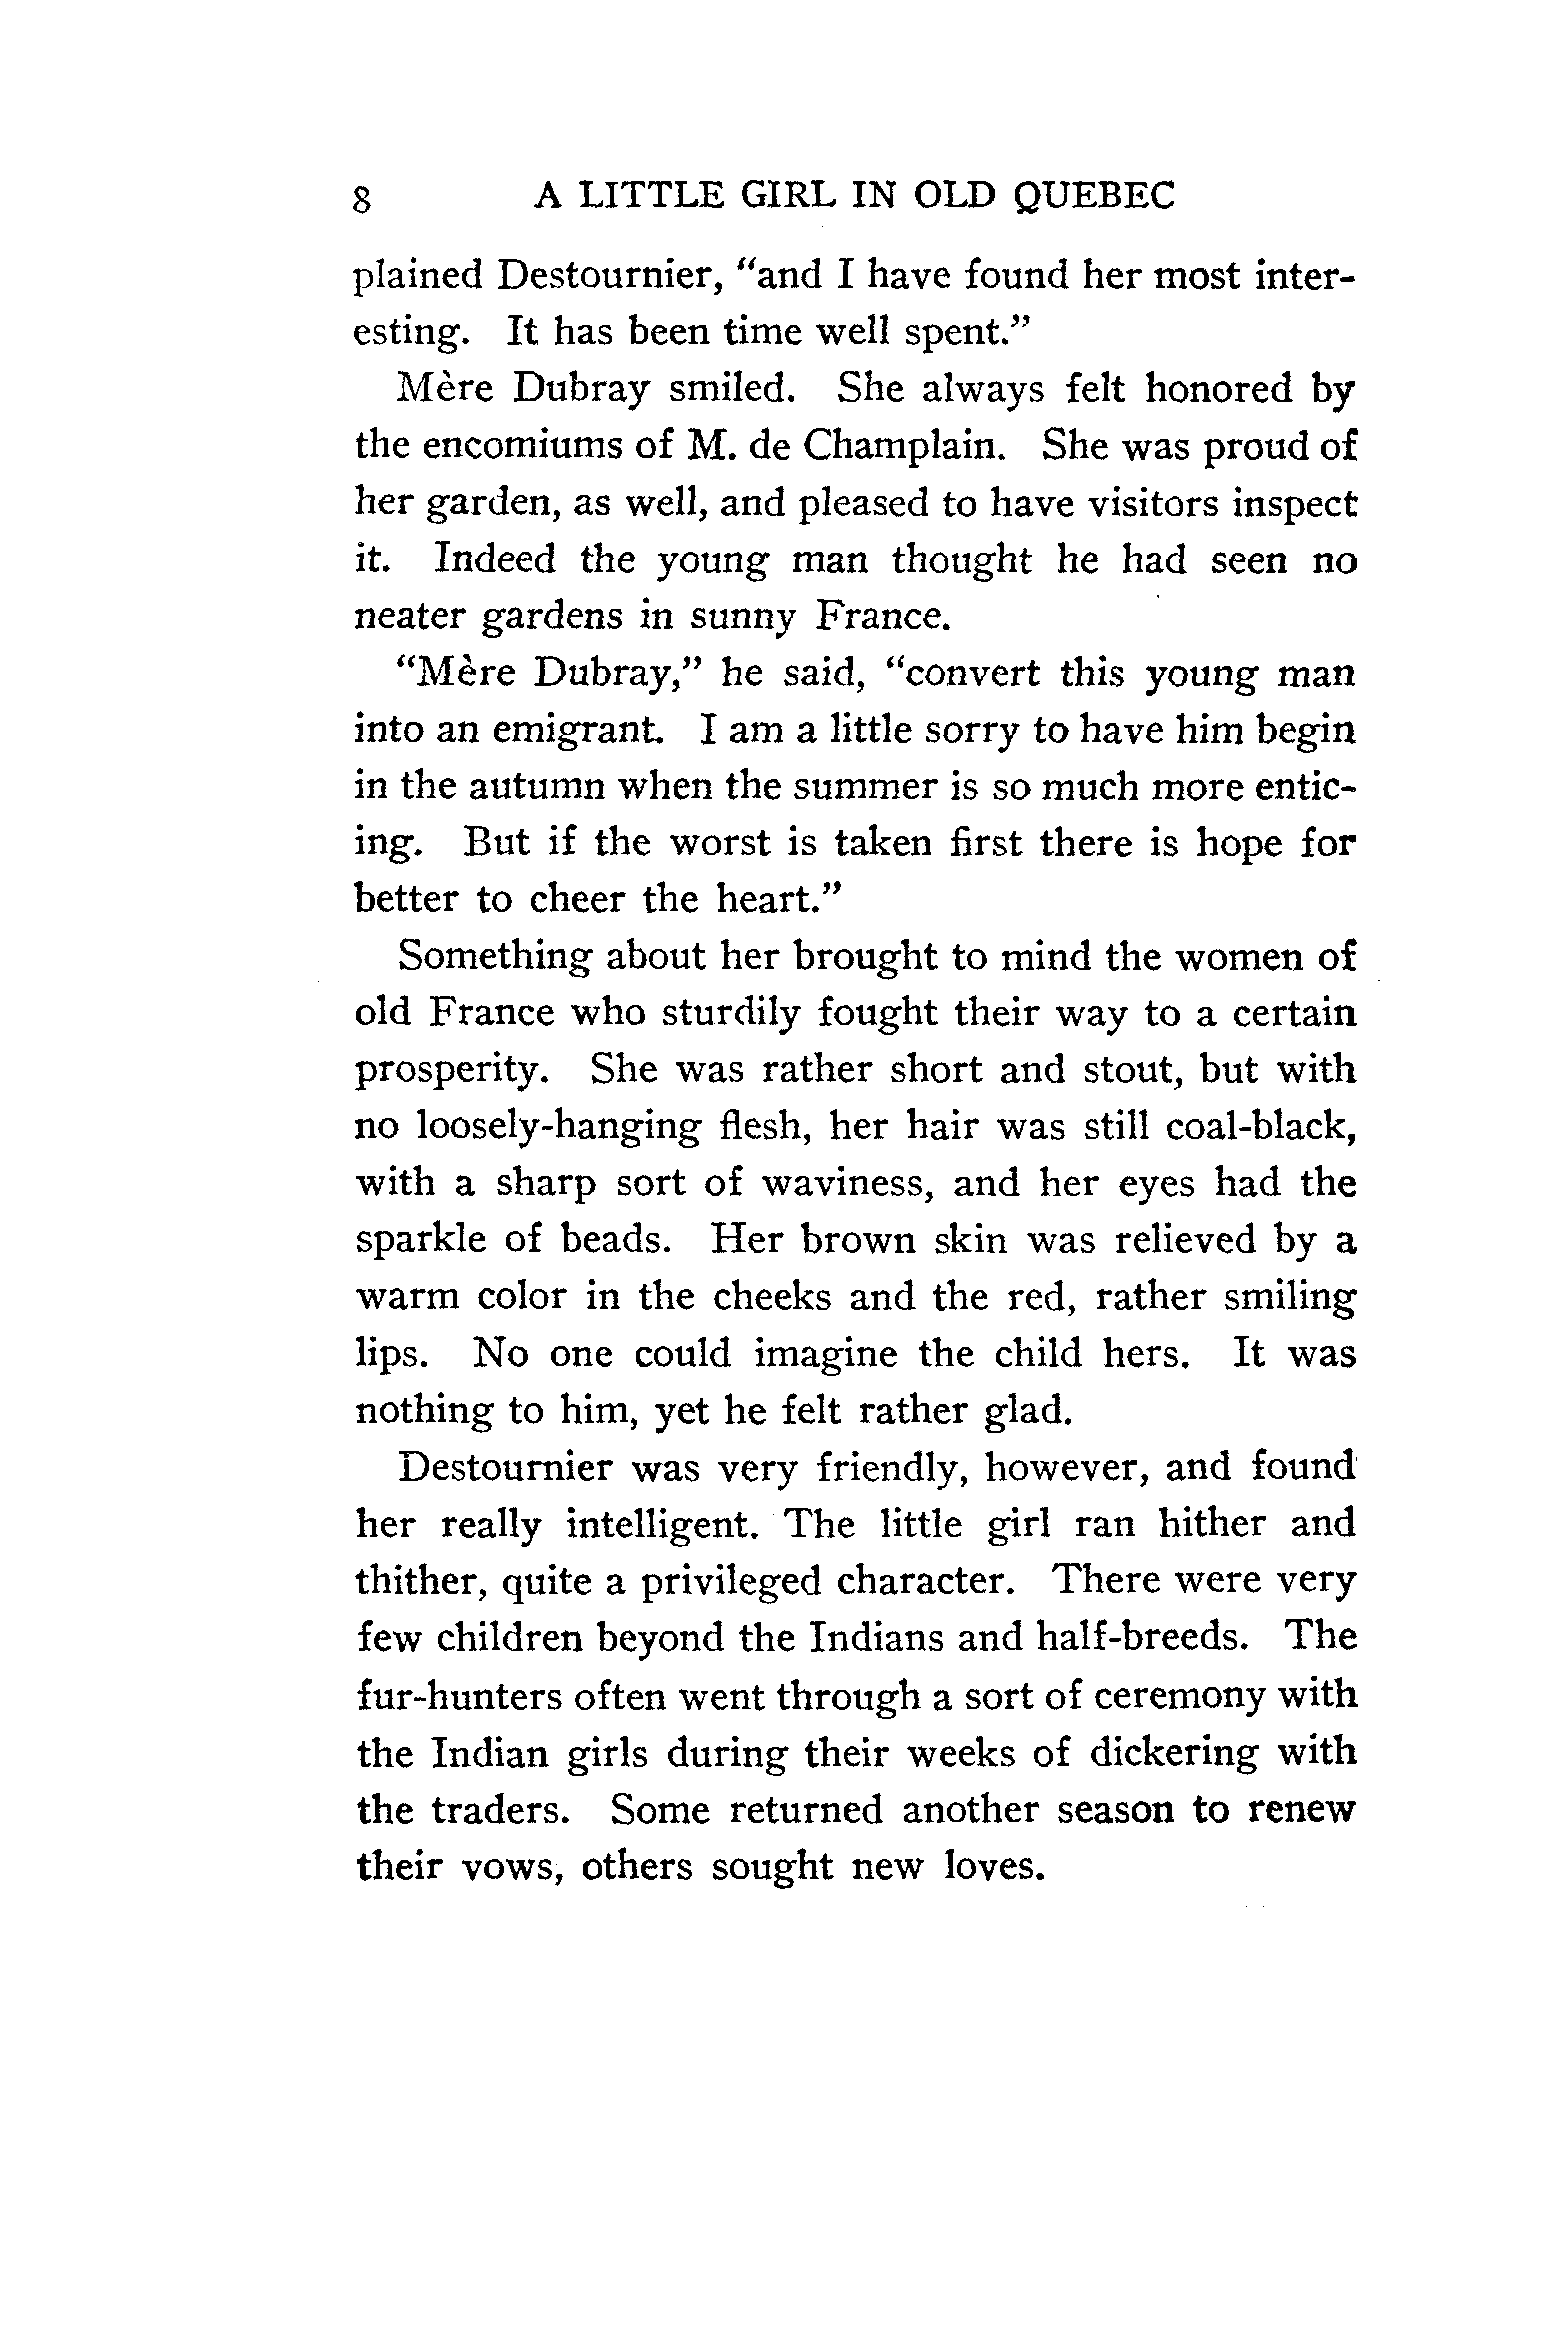 8 A LITTLE GIRL IN OLD QUEBEC
plained Destournier, "and I have found her most inter-
esting. It has been time well spent."
Mère Dubray smiled. She always felt honored by
the encomiums of M. de Champlain. She was proud of
her garden, as well, and pleased to have visitors inspect
it. Indeed the young man thought he had seen no
neater gardens in sunny France.
"Mère Dubray," he said, "convert this young man
into an emigrant. I am a little sorry to have him begin
in the autumn when the summer is so much more entic-
ing. But if the worst is taken first there is hope for
better to cheer the heart."
Something about her brought to mind the women of
old France who sturdily fought their way to a certain
prosperity. She was rather short and stout, but with
no loosely-hanging flesh, her hair was still coal-black,
with a sharp sort of waviness, and her eyes had the
sparkle of beads. Her brown skin was relieved by a
warm color in the cheeks and the red, rather smiling
lips. No one could imagine the child hers. It was
nothing to him, yet he felt rather glad.
Destournier was very friendly, however, and found
her really intelligent. The little girl ran hither and
thither, quite a privileged character. There were very
few children beyond the Indians and half-breeds. The
fur-hunters often went through a sort of ceremony with
the Indian girls during their weeks of dickering with
the traders. Some returned another season to renew
their vows, others sought new loves.